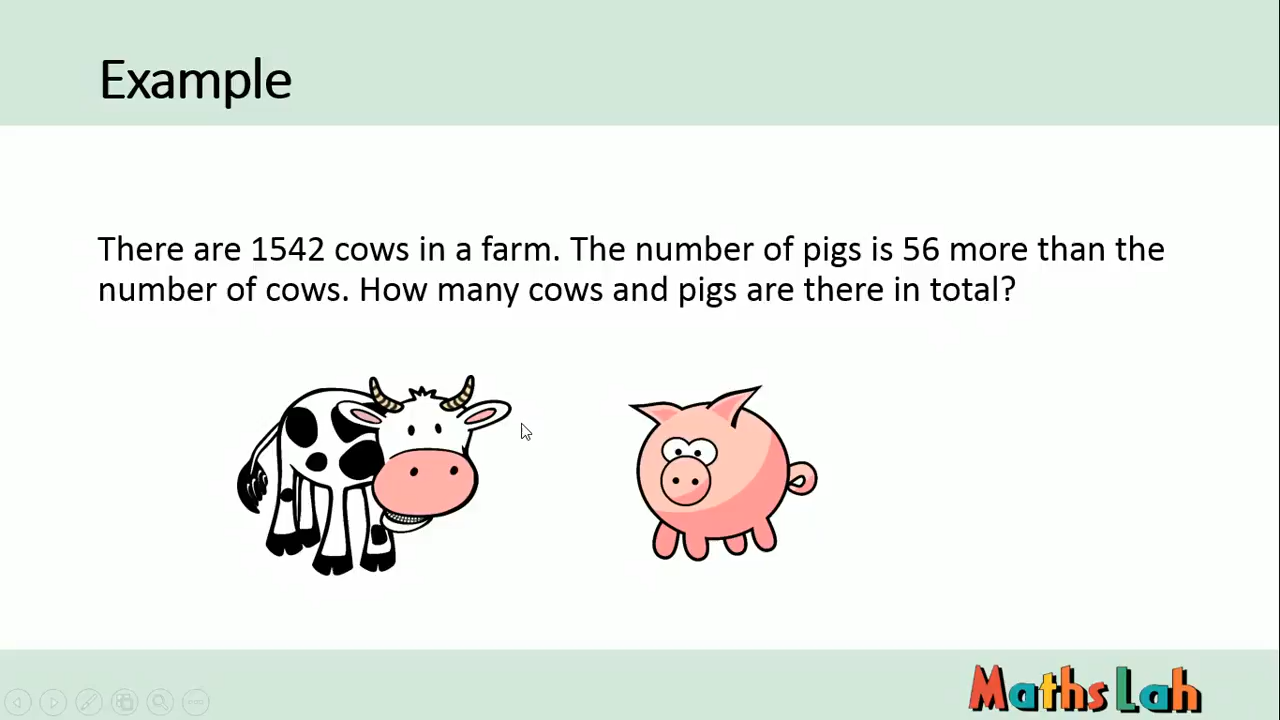 Example
There are 1542 cows in a farm. The number of pigs is 56 more than the
number of cows. How many cows and pigs are there in total?
Maths Lah